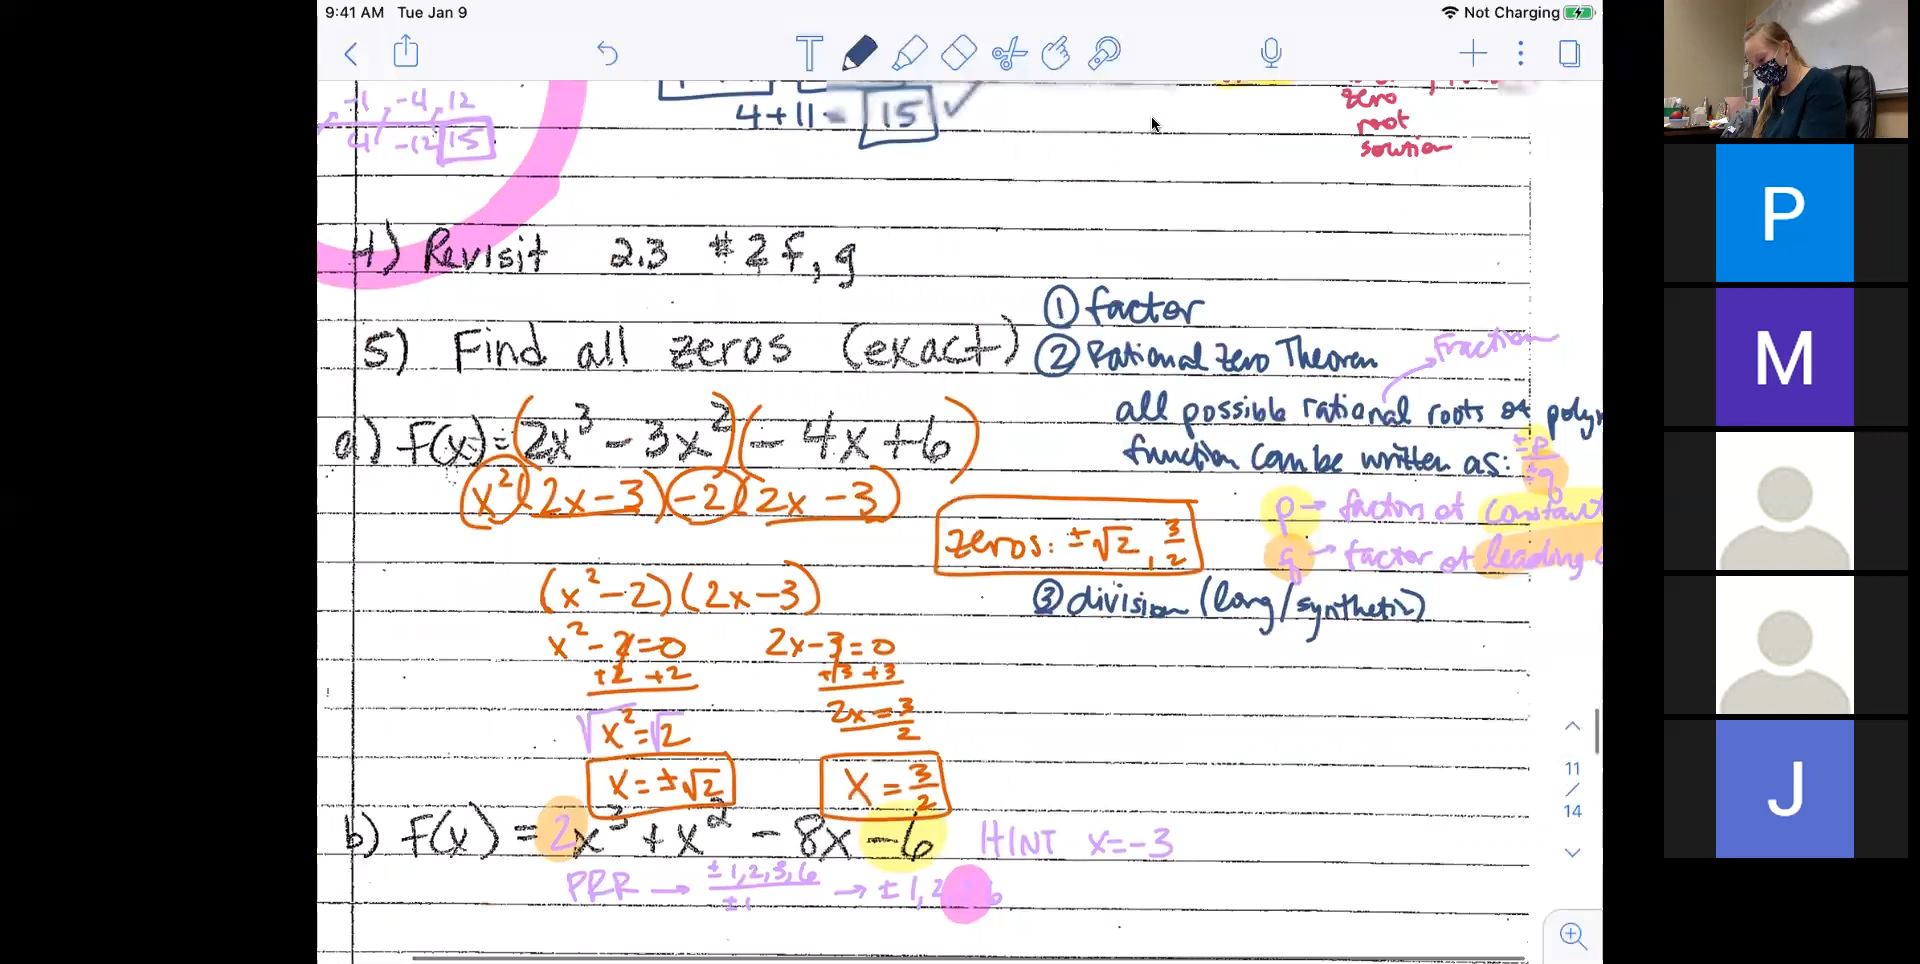 9:41 AM Tue Jan 9
Not Charging
-1, -4, 12
4 -12 15
4+11 = 15 ✓
zero
root
solution
4) Revisit 2.3 #2 f, g
5) Find all zeros (exact)
① factor
② Rational Zero Theorem
Fraction
all possible rational roots of polyn
function can be written as: ±p/±q
p → factors of constant
q → factor of leading c
③ division (long/synthetic)
a) F(x) = (2x³ - 3x²)(- 4x + 6)
x²(2x-3) -2(2x-3)
zeros: ±√2, 3/2
(x²-2)(2x-3)
x²-2=0 2x-3=0
+2 +2 +3 +3
√x² = √2 2x = 3
2
x = ±√2 x = 3/2
b) F(x) = 2x³ + x² - 8x - 6 HINT x=-3
PRR → ±1,2,3,6 / ±1 → ± 1, 2 6
11
/
14
P
M
J